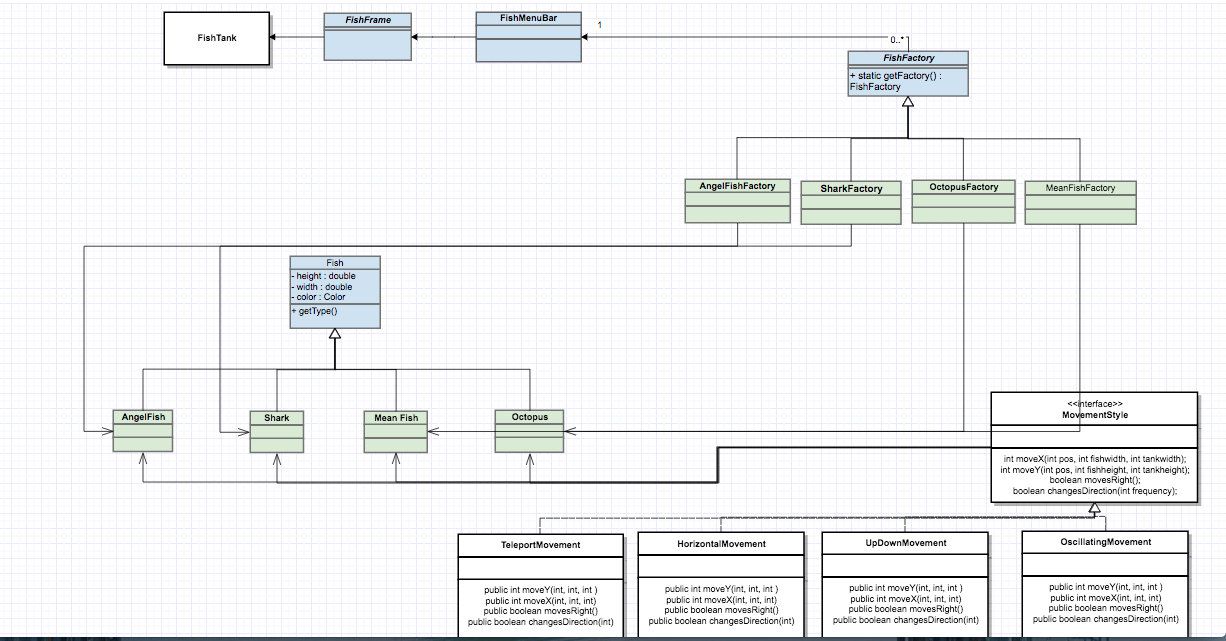 FishTank
FishFrame
FishMenuBar
1
0..*
FishFactory
+ static getFactory() :
FishFactory
AngelFishFactory
SharkFactory
OctopusFactory
MeanFishFactory
Fish
- height : double
- width : double
- color : Color
+ getType()
AngelFish
Shark
Mean Fish
Octopus
<<interface>>
MovementStyle
int moveX(int pos, int fishwidth, int tankwidth);
int moveY(int pos, int fishheight, int tankheight);
boolean movesRight();
boolean changesDirection(int frequency);
TeleportMovement
public int moveY(int, int, int )
public int moveX(int, int, int)
public boolean movesRight()
public boolean changesDirection(int)
HorizontalMovement
public int moveY(int, int, int )
public int moveX(int, int, int)
public boolean movesRight()
public boolean changesDirection(int)
UpDownMovement
public int moveY(int, int, int )
public int moveX(int, int, int)
public boolean movesRight()
public boolean changesDirection(int)
OscillatingMovement
public int moveY(int, int, int )
public int moveX(int, int, int)
public boolean movesRight()
public boolean changesDirection(int)